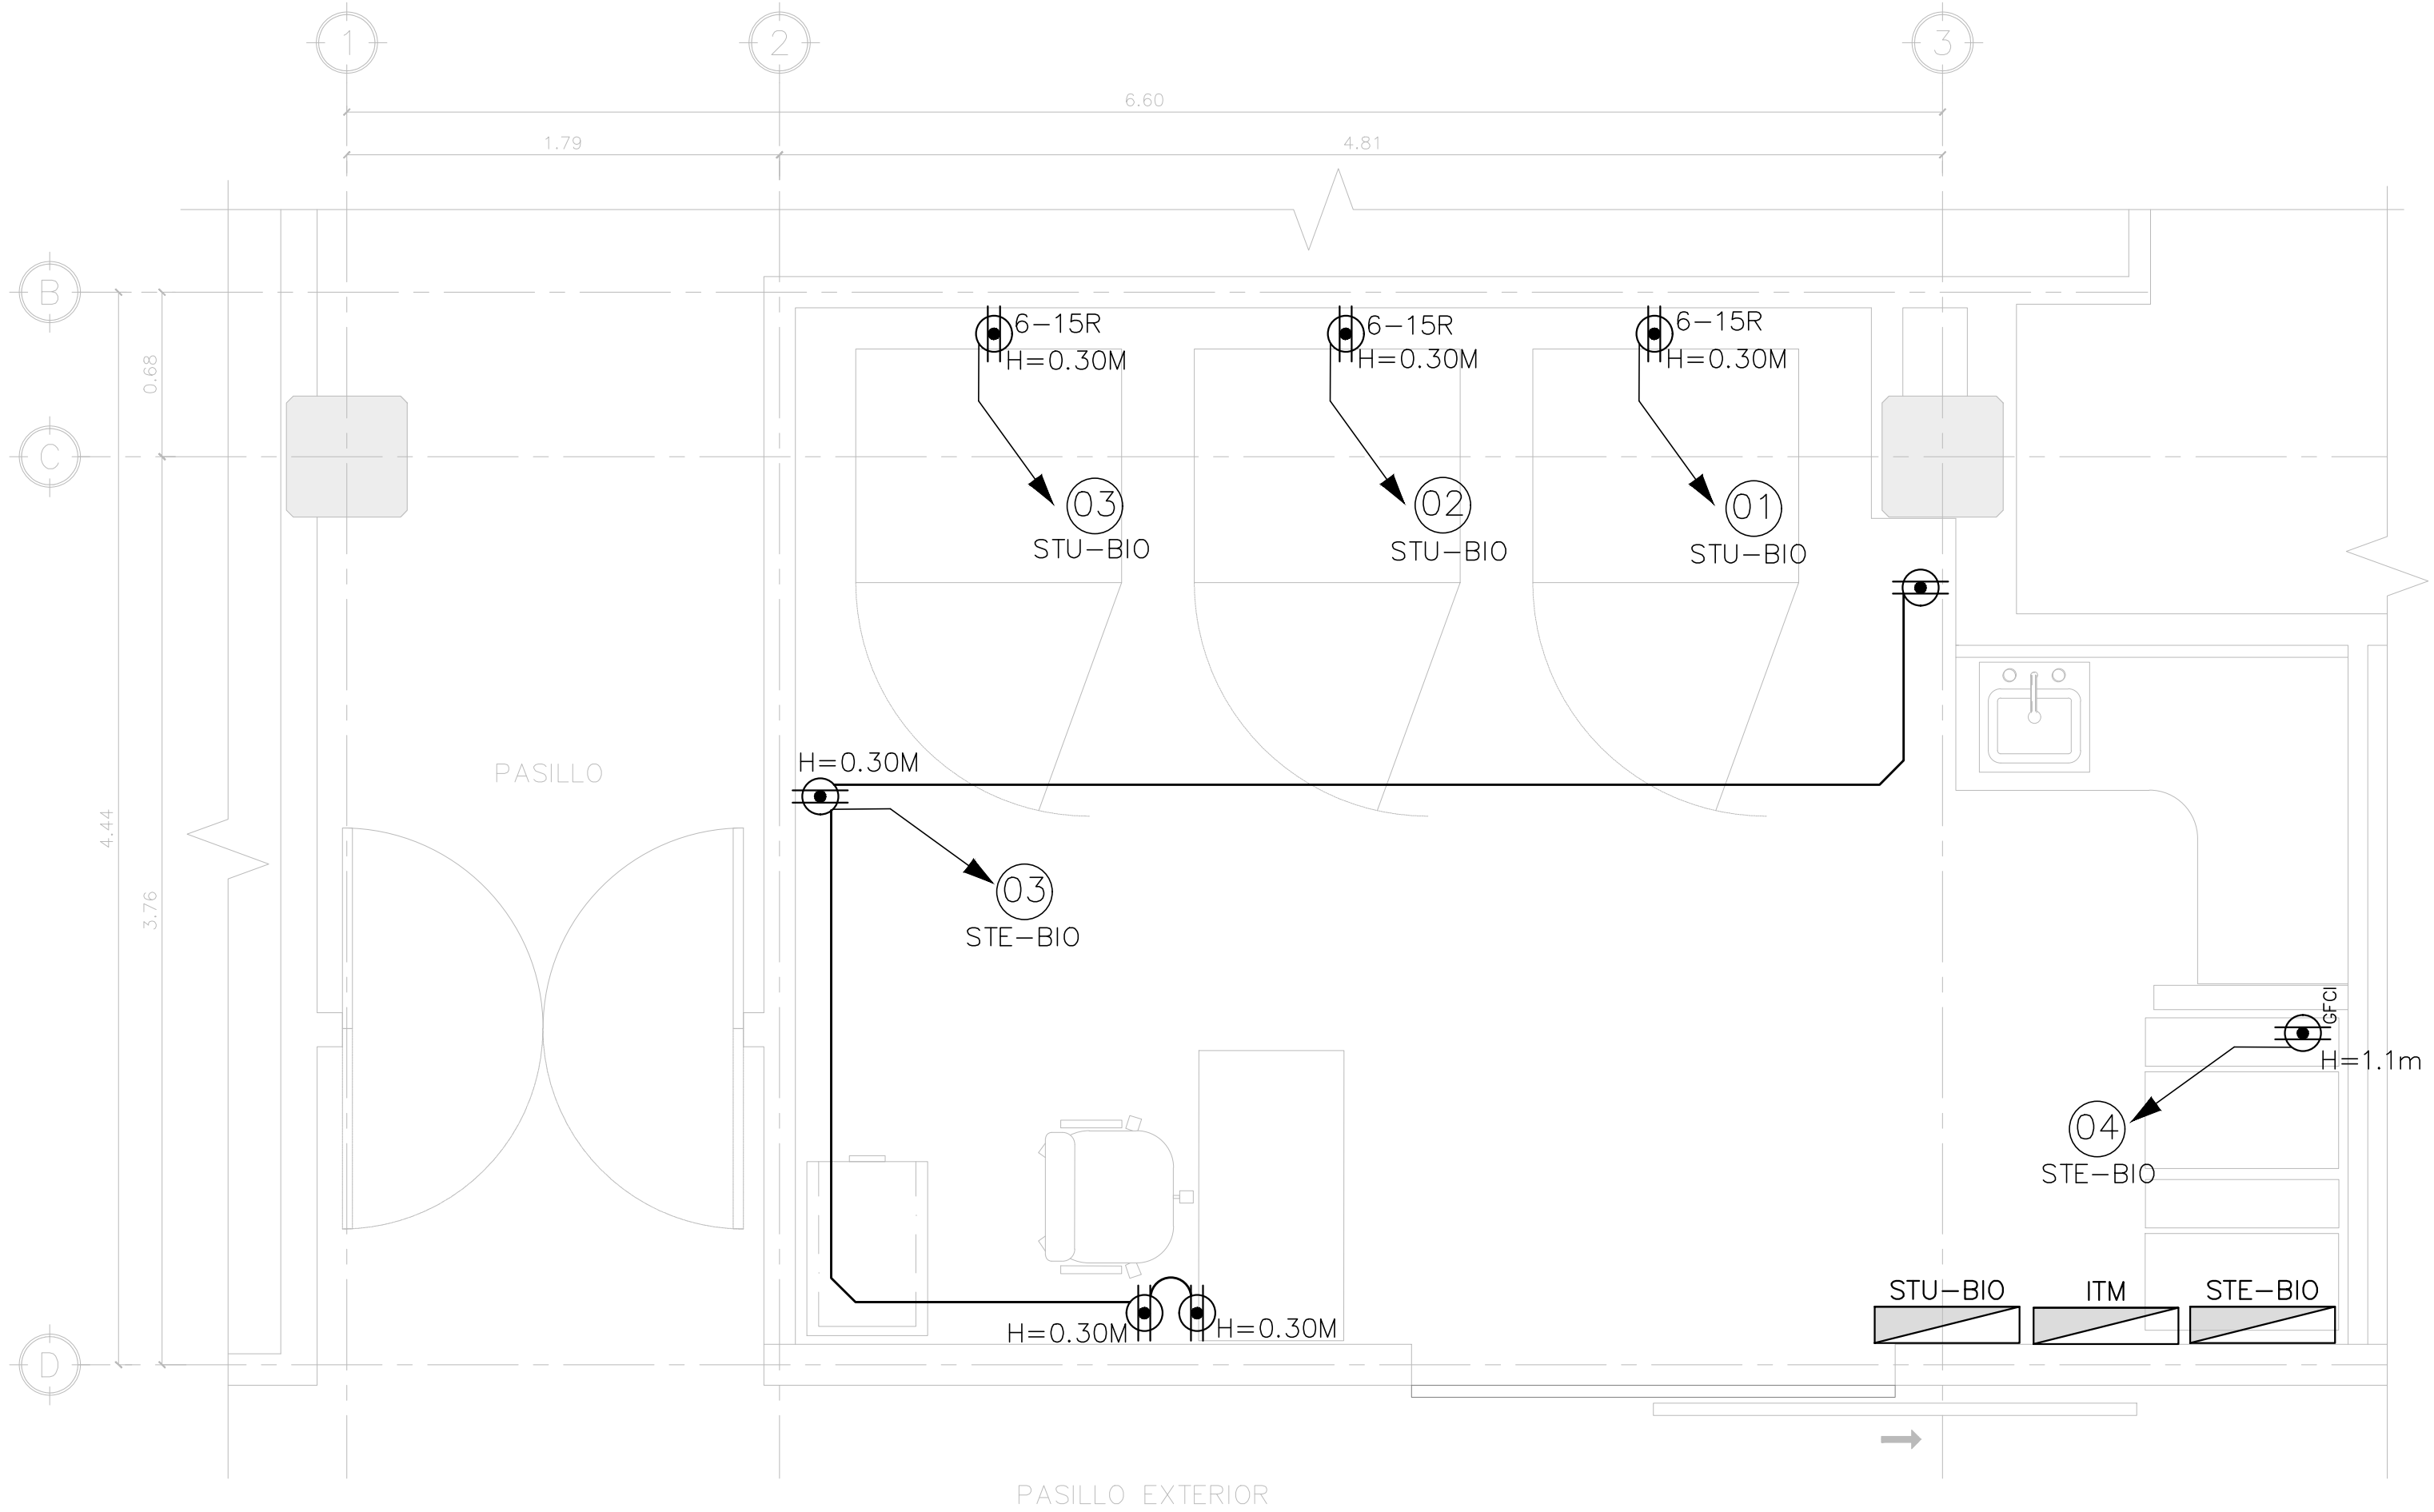 1
2
3
6.60
1.79
4.81
B
6-15R
H=0.30M
6-15R
H=0.30M
6-15R
H=0.30M
0.68
C
03
STU-BIO
02
STU-BIO
01
STU-BIO
PASILLO
H=0.30M
4.44
3.76
03
STE-BIO
GFCI
H=1.1m
04
STE-BIO
STU-BIO
ITM
STE-BIO
H=0.30M
H=0.30M
D
PASILLO EXTERIOR